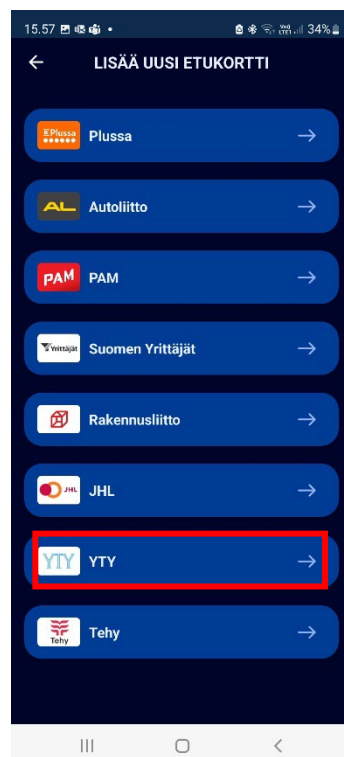 15.57 34%
LISÄÄ UUSI ETUKORTTI
K Plussa Plussa
AL Autoliitto
PAM PAM
Yrittäjät Suomen Yrittäjät
Rakennusliitto
JHL JHL
YTY YTY
Tehy Tehy